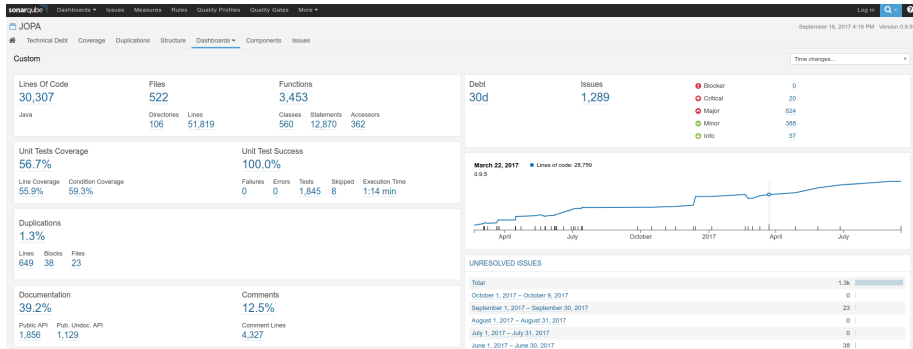 sonarqube Dashboards Issues Measures Rules Quality Profiles Quality Gates More Log in
JOPA
September 16, 2017 4:18 PM Version 0.9.9
Technical Debt Coverage Duplications Structure Dashboards Components Issues
Custom
Time changes...
Lines Of Code Files Functions
30,307 522 3,453
Java Directories Lines Classes Statements Accessors
106 51,819 560 12,870 362
Unit Tests Coverage Unit Test Success
56.7% 100.0%
Line Coverage Condition Coverage Failures Errors Tests Skipped Execution Time
55.9% 59.3% 0 0 1,845 8 1:14 min
Duplications
1.3%
Lines Blocks Files
649 38 23
Documentation Comments
39.2% 12.5%
Public API Pub. Undoc. API Comment Lines
1,856 1,129 4,327
Debt Issues
30d 1,289
Blocker 0
Critical 20
Major 824
Minor 388
Info 57
March 22, 2017 Lines of code: 28,759
0.9.5
April July October 2017 April July
UNRESOLVED ISSUES
Total 1.3k
October 1, 2017 – October 9, 2017 0
September 1, 2017 – September 30, 2017 23
August 1, 2017 – August 31, 2017 0
July 1, 2017 – July 31, 2017 0
June 1, 2017 – June 30, 2017 38